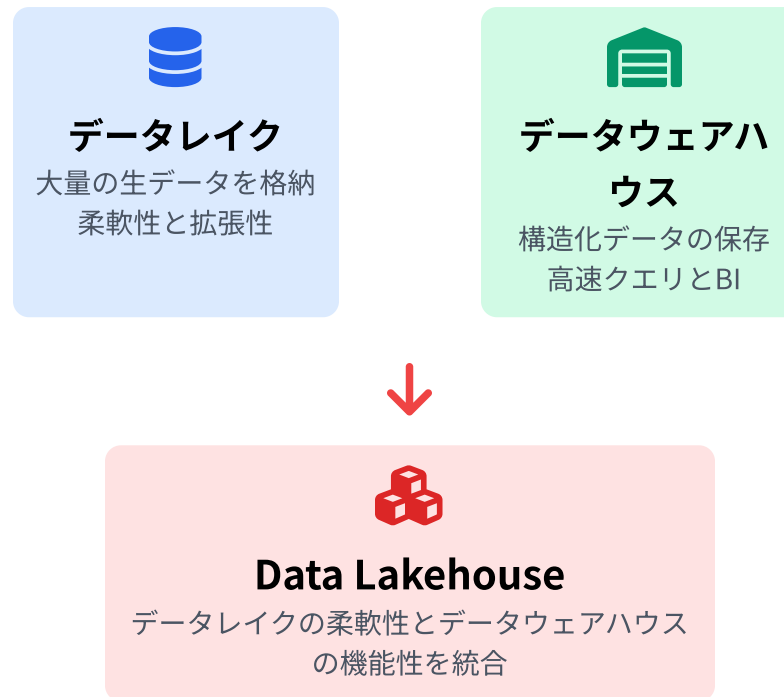 データレイク
大量の生データを格納
柔軟性と拡張性
データウェアハ
ウス
構造化データの保存
高速クエリとBI
Data Lakehouse
データレイクの柔軟性とデータウェアハウス
の機能性を統合